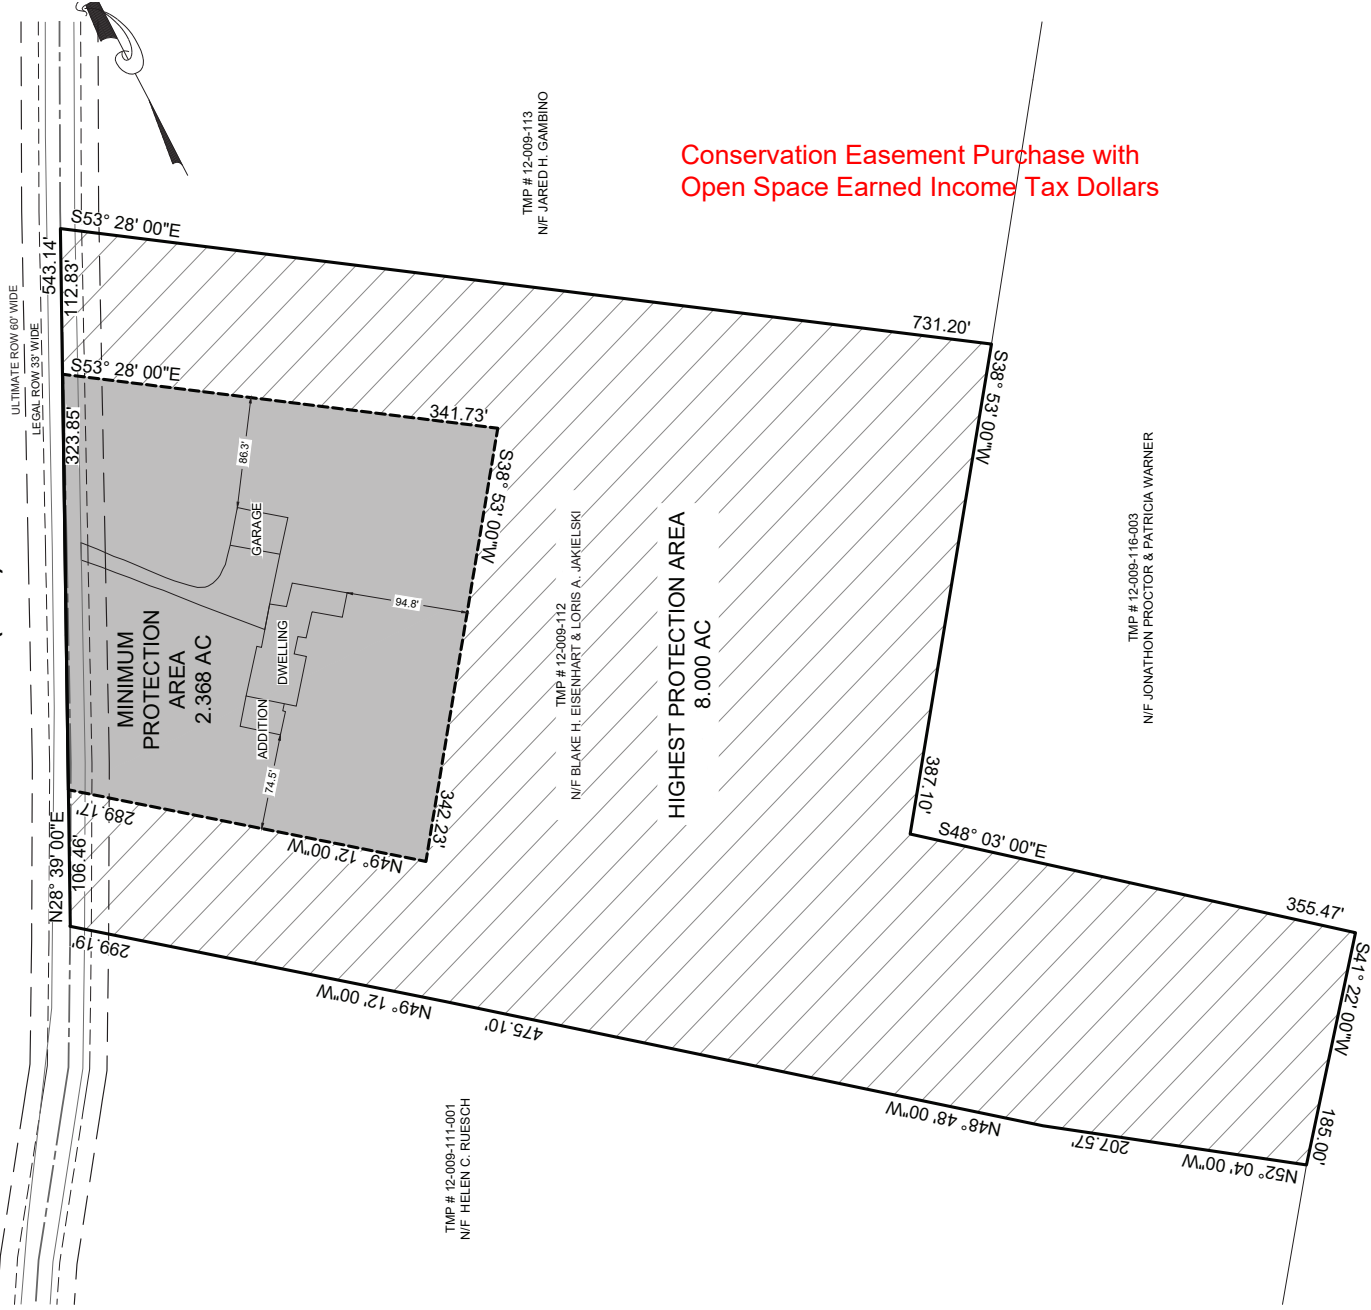 Conservation Easement Purchase with
Open Space Earned Income Tax Dollars
TMP # 12-009-113
N/F JARED H. GAMBINO
ULTIMATE ROW 60' WIDE
LEGAL ROW 33' WIDE
S53° 28' 00"E
731.20'
543.14'
112.83'
S53° 28' 00"E
341.73'
323.85'
86.3'
GARAGE
S38° 53' 00"W
S38° 53' 00"W
94.8'
DWELLING
ADDITION
74.5'
MINIMUM
PROTECTION
AREA
2.368 AC
TMP # 12-009-112
N/F BLAKE H. EISENHART & LORIS A. JAKIELSKI
HIGHEST PROTECTION AREA
8.000 AC
TMP # 12-009-116-003
N/F JONATHON PROCTOR & PATRICIA WARNER
289.17'
N49° 12' 00"W
342.23'
387.10'
S48° 03' 00"E
355.47'
N28° 39' 00"E
106.46'
299.19'
N49° 12' 00"W
475.10'
N48° 48' 00"W
207.57'
N52° 04' 00"W
S41° 22' 00"W
185.00'
TMP # 12-009-111-001
N/F HELEN C. RUESCH